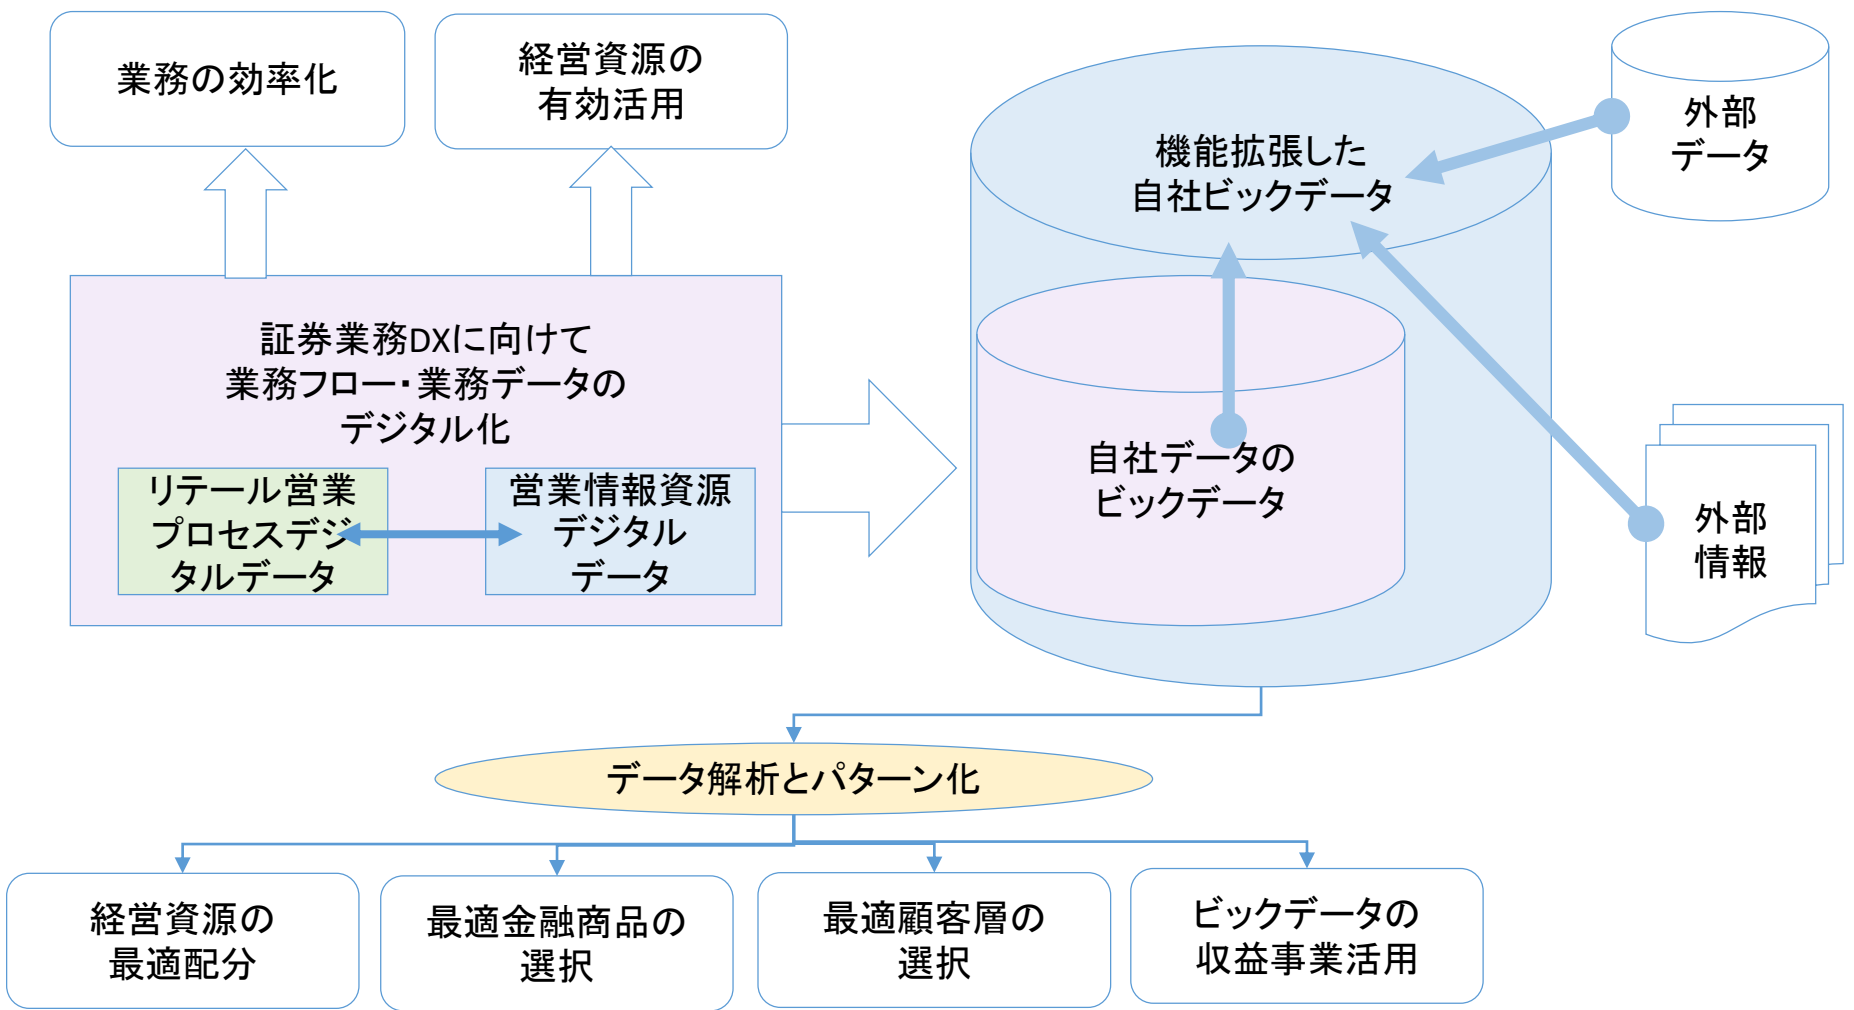 業務の効率化
経営資源の
有効活用
機能拡張した
自社ビックデータ
外部
データ
証券業務DXに向けて
業務フロー・業務データの
デジタル化
リテール営業
プロセスデジ
タルデータ
営業情報資源
デジタル
データ
自社データの
ビックデータ
外部
情報
データ解析とパターン化
経営資源の
最適配分
最適金融商品の
選択
最適顧客層の
選択
ビックデータの
収益事業活用